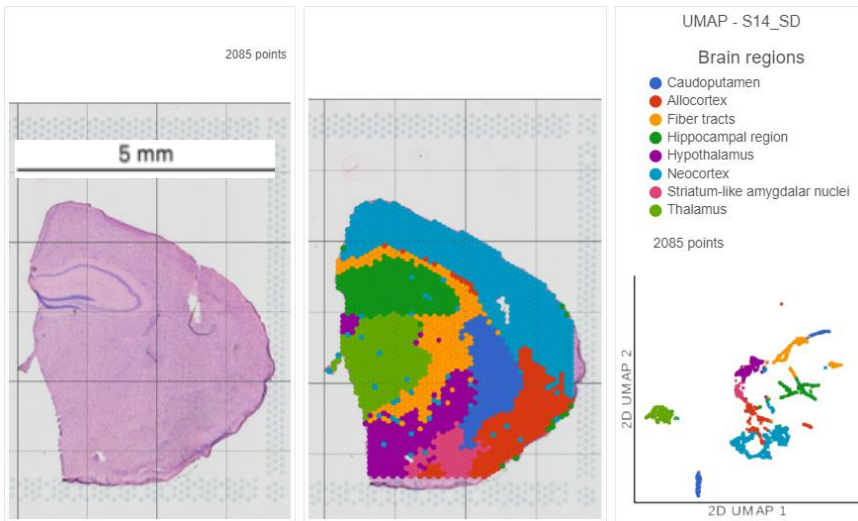 2085 points
5 mm
UMAP - S14_SD
Brain regions
Caudoputamen
Allocortex
Fiber tracts
Hippocampal region
Hypothalamus
Neocortex
Striatum-like amygdalar nuclei
Thalamus
2085 points
2D UMAP 2
2D UMAP 1